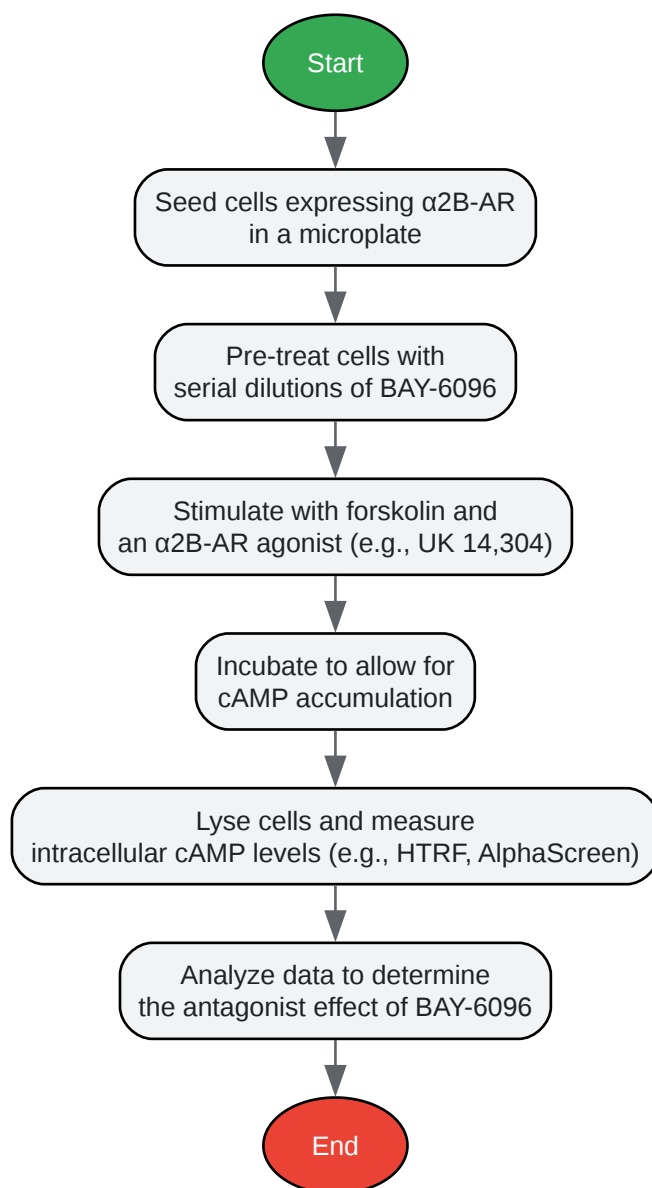 Start
Seed cells expressing α2B-AR
in a microplate
Pre-treat cells with
serial dilutions of BAY-6096
Stimulate with forskolin and
an α2B-AR agonist (e.g., UK 14,304)
Incubate to allow for
cAMP accumulation
Lyse cells and measure
intracellular cAMP levels (e.g., HTRF, AlphaScreen)
Analyze data to determine
the antagonist effect of BAY-6096
End